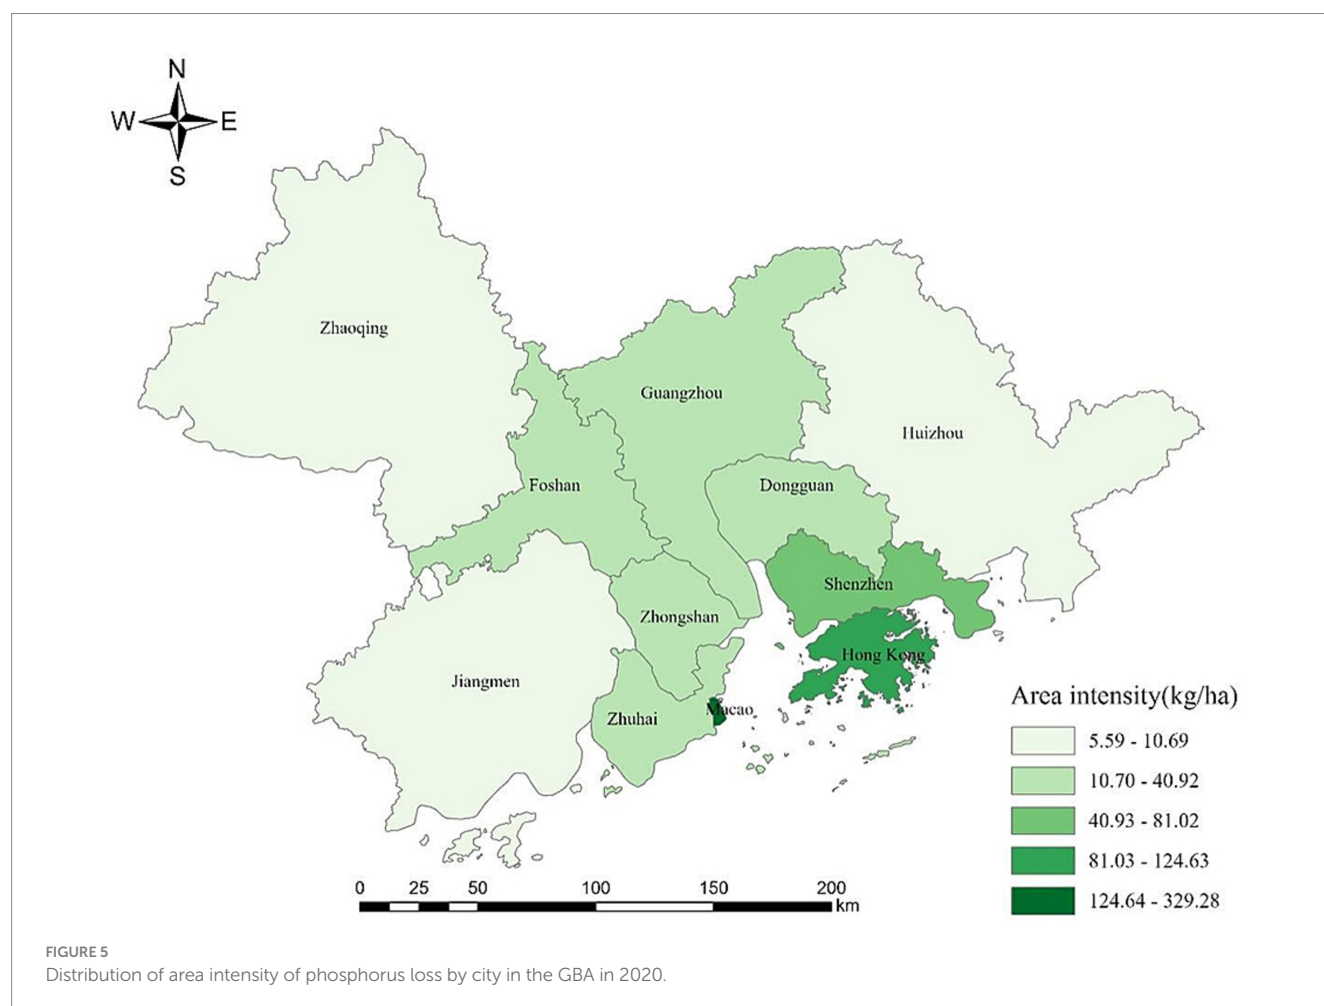 N
W E
S
Zhaoqing
Guangzhou
Huizhou
Foshan
Dongguan
Shenzhen
Zhongshan
Hong Kong
Jiangmen
Macao
Zhuhai
Area intensity(kg/ha)
5.59 - 10.69
10.70 - 40.92
40.93 - 81.02
81.03 - 124.63
124.64 - 329.28
0 25 50 100 150 200
km
FIGURE 5
Distribution of area intensity of phosphorus loss by city in the GBA in 2020.